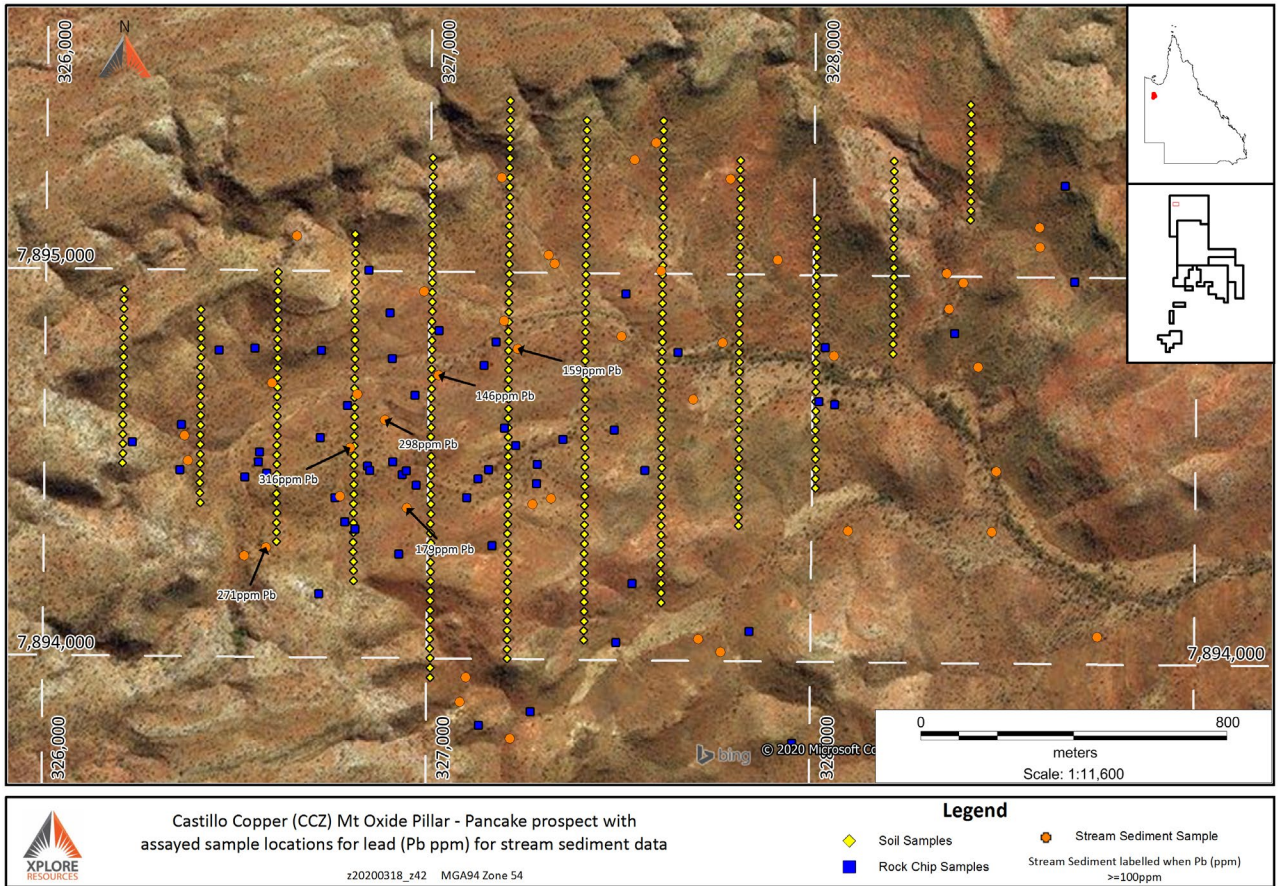 N
326,000
327,000
328,000
7,895,000
159ppm Pb
146ppm Pb
298ppm Pb
316ppm Pb
179ppm Pb
271ppm Pb
7,894,000
7,894,000
326,000
327,000
bing © 2020 Microsoft Co
0 800
meters
Scale: 1:11,600
XPLORE
RESOURCES
Castillo Copper (CCZ) Mt Oxide Pillar - Pancake prospect with
assayed sample locations for lead (Pb ppm) for stream sediment data
z20200318_z42 MGA94 Zone 54
Legend
Soil Samples
Rock Chip Samples
Stream Sediment Sample
Stream Sediment labelled when Pb (ppm)
>=100ppm